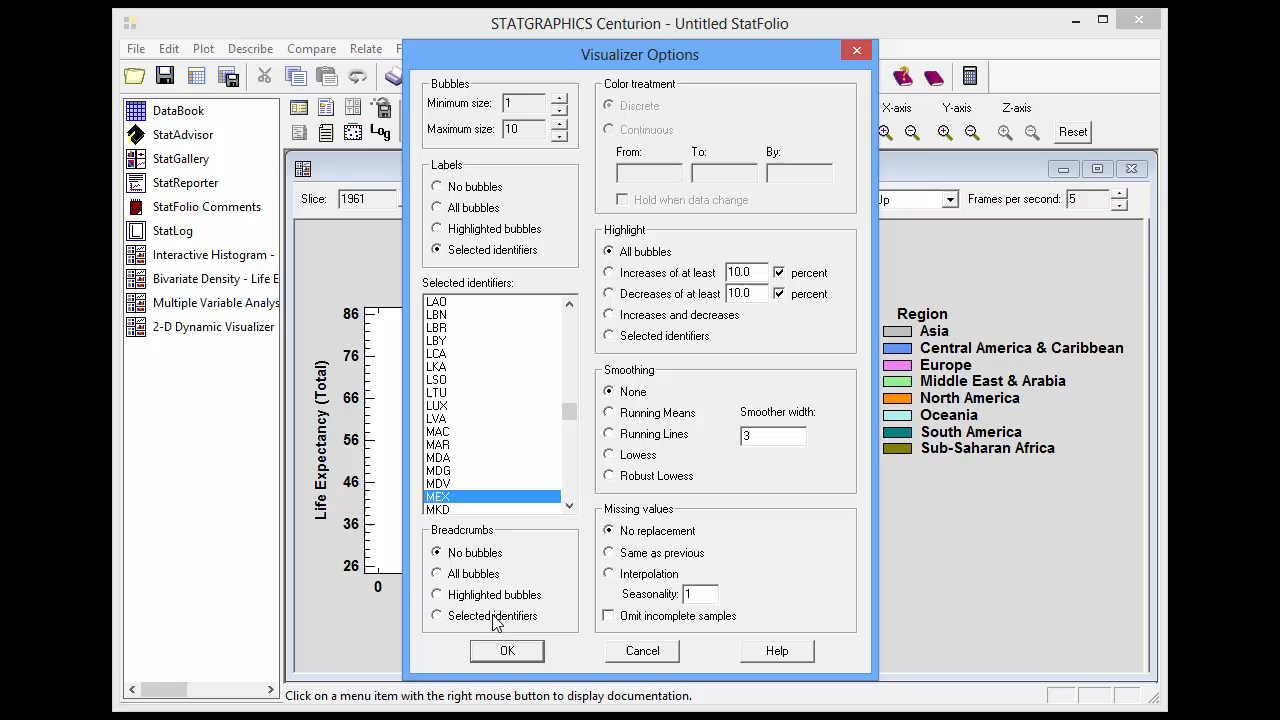 STATGRAPHICS Centurion - Untitled StatFolio
File Edit Plot Describe Compare Relate F
Visualizer Options
DataBook
StatAdvisor
StatGallery
StatReporter
StatFolio Comments
StatLog
Interactive Histogram -
Bivariate Density - Life E
Multiple Variable Analys
2-D Dynamic Visualizer
Log
X-axis Y-axis Z-axis
Reset
Slice: 1961
Up Frames per second: 5
Bubbles
Minimum size: 1
Maximum size: 10
Labels
No bubbles
All bubbles
Highlighted bubbles
Selected identifiers
Selected identifiers:
LAO
LBN
LBR
LBY
LCA
LKA
LSO
LTU
LUX
LVA
MAC
MAR
MDA
MDG
MDV
MEX
MKD
Breadcrumbs
No bubbles
All bubbles
Highlighted bubbles
Selected identifiers
Color treatment
Discrete
Continuous
From: To: By:
Hold when data change
Highlight
All bubbles
Increases of at least 10.0 percent
Decreases of at least 10.0 percent
Increases and decreases
Selected identifiers
Smoothing
None
Running Means Smoother width:
Running Lines 3
Lowess
Robust Lowess
Missing values
No replacement
Same as previous
Interpolation
Seasonality: 1
Omit incomplete samples
OK Cancel Help
Life Expectancy (Total)
86
76
66
56
46
36
26
0
Region
Asia
Central America & Caribbean
Europe
Middle East & Arabia
North America
Oceania
South America
Sub-Saharan Africa
Click on a menu item with the right mouse button to display documentation.